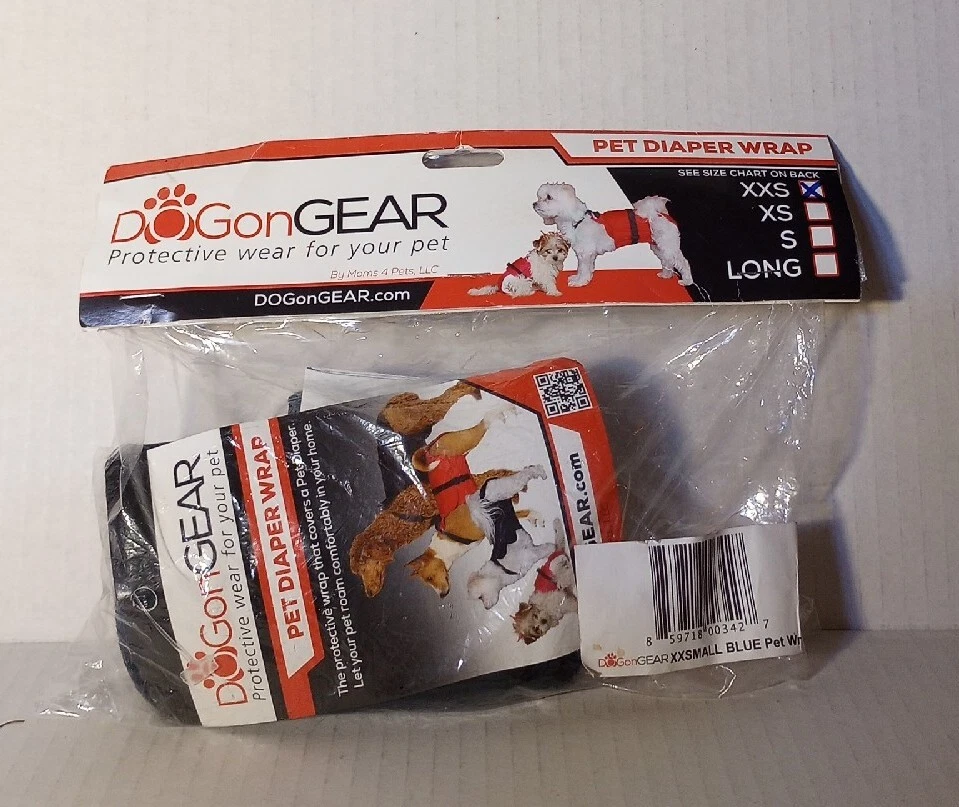 PET DIAPER WRAP
SEE SIZE CHART ON BACK
XXS
XS
S
LONG
DOGonGEAR
Protective wear for your pet
By Moms 4 Pets, LLC
DOGonGEAR.com
DOGonGEAR
Protective wear for your pet
PET DIAPER WRAP
The protective wrap that covers a Pet Diaper.
Let your pet roam comfortably in your home.
EAR.com
8 59718 00342 7
DOGonGEAR XXSMALL BLUE Pet Wr